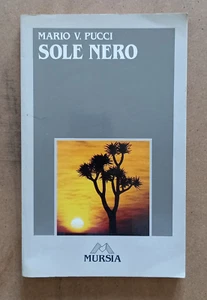 MARIO V. PUCCI
SOLE NERO
MURSIA